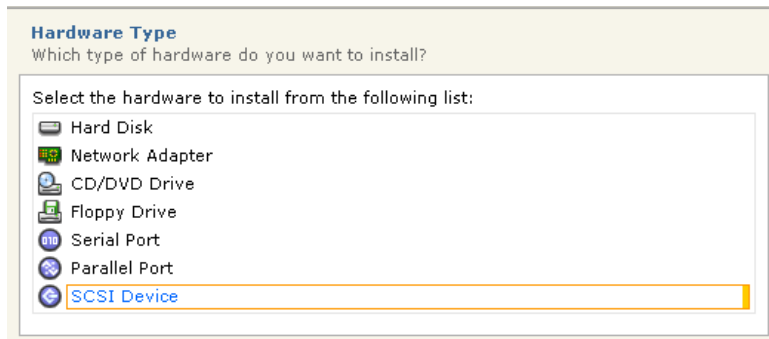 Hardware Type
Which type of hardware do you want to install?
Select the hardware to install from the following list:
Hard Disk
Network Adapter
CD/DVD Drive
Floppy Drive
010 Serial Port
Parallel Port
SCSI Device